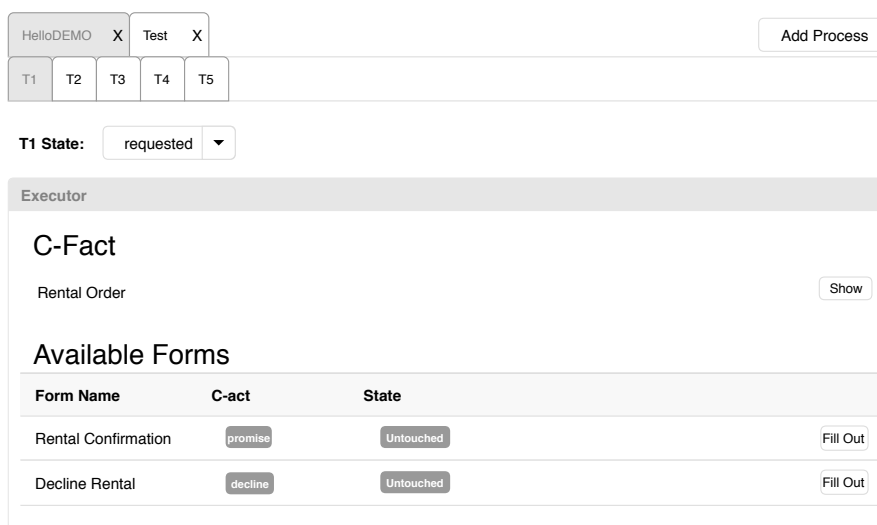 HelloDEMO X Test X Add Process
T1 T2 T3 T4 T5
T1 State: requested
Executor
C-Fact
Rental Order Show
Available Forms
Form Name C-act State
Rental Confirmation promise Untouched Fill Out
Decline Rental decline Untouched Fill Out